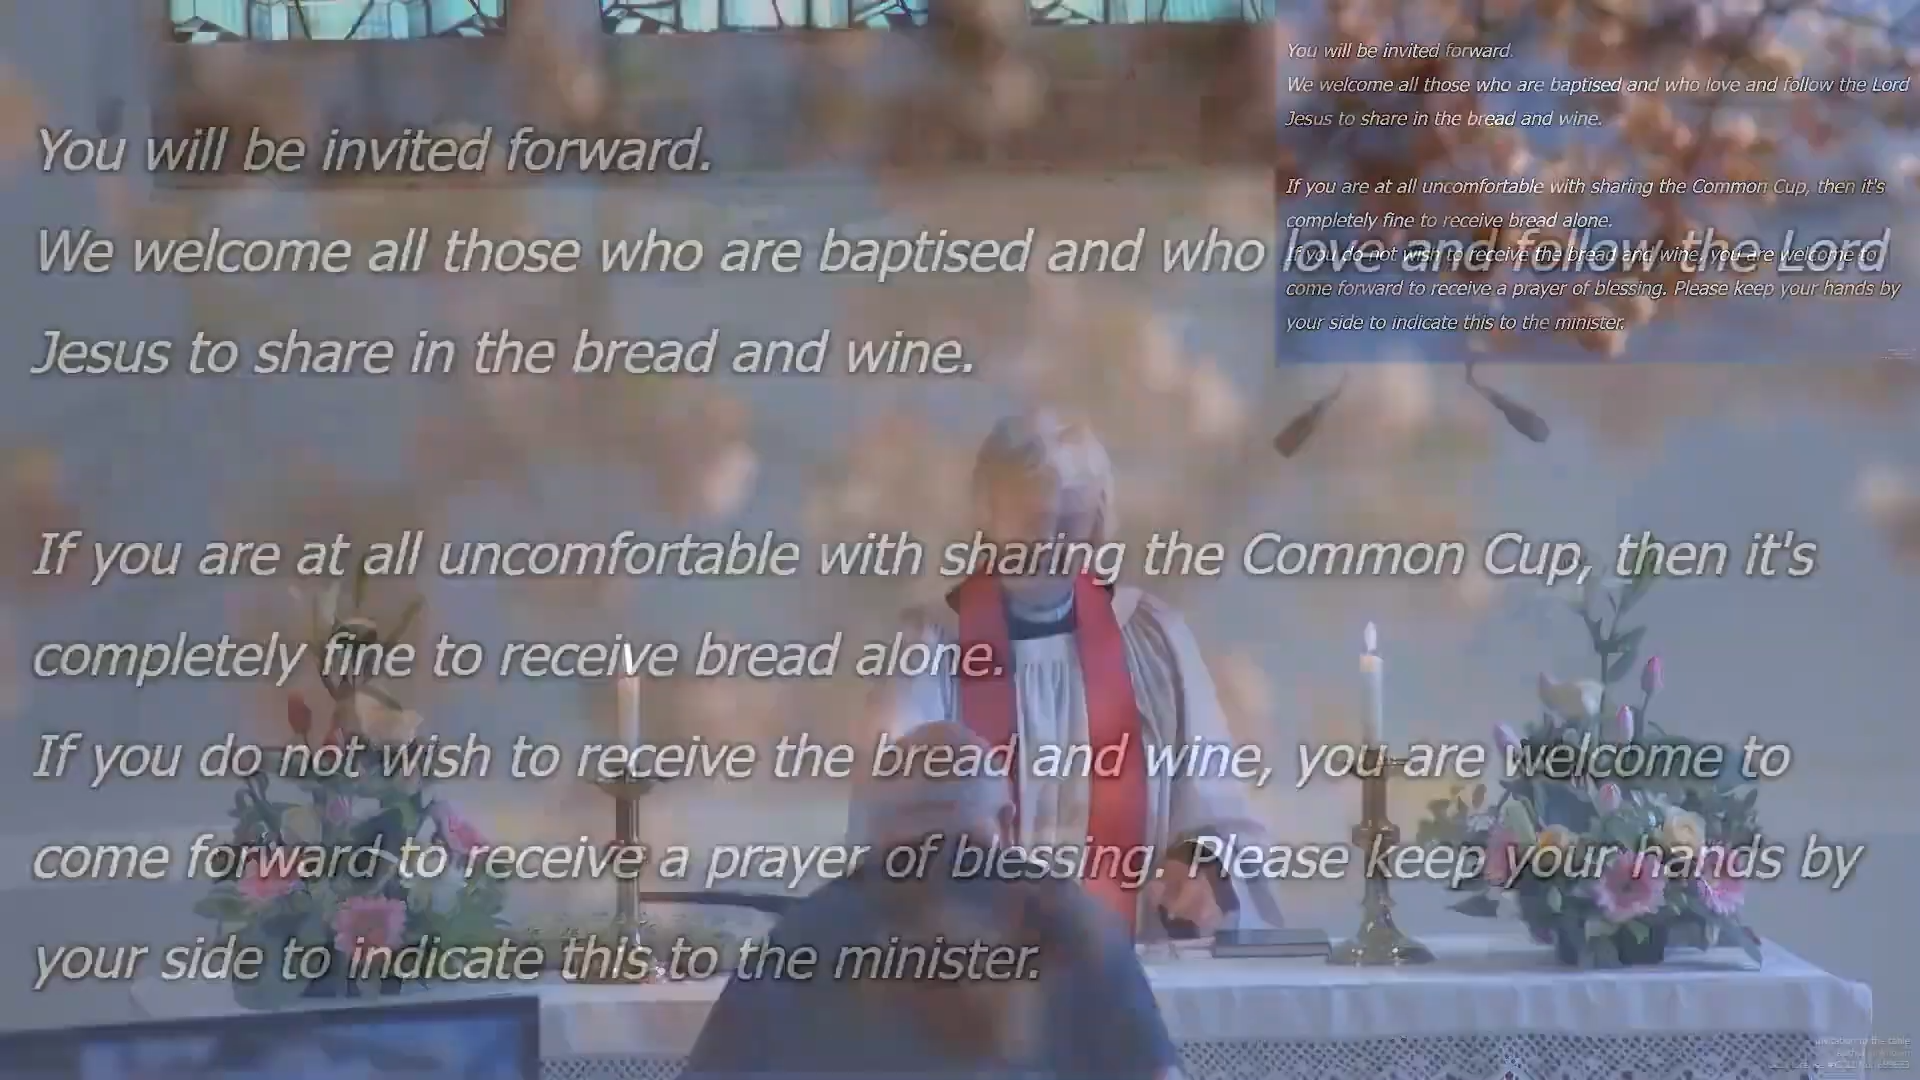 You will be invited forward.
We welcome all those who are baptised and who love and follow the Lord
Jesus to share in the bread and wine.
If you are at all uncomfortable with sharing the Common Cup, then it's
completely fine to receive bread alone.
If you do not wish to receive the bread and wine, you are welcome to
come forward to receive a prayer of blessing. Please keep your hands by
your side to indicate this to the minister.
You will be invited forward.
We welcome all those who are baptised and who love and follow the Lord
Jesus to share in the bread and wine.
If you are at all uncomfortable with sharing the Common Cup, then it's
completely fine to receive bread alone.
If you do not wish to receive the bread and wine, you are welcome to
come forward to receive a prayer of blessing. Please keep your hands by
your side to indicate this to the minister.